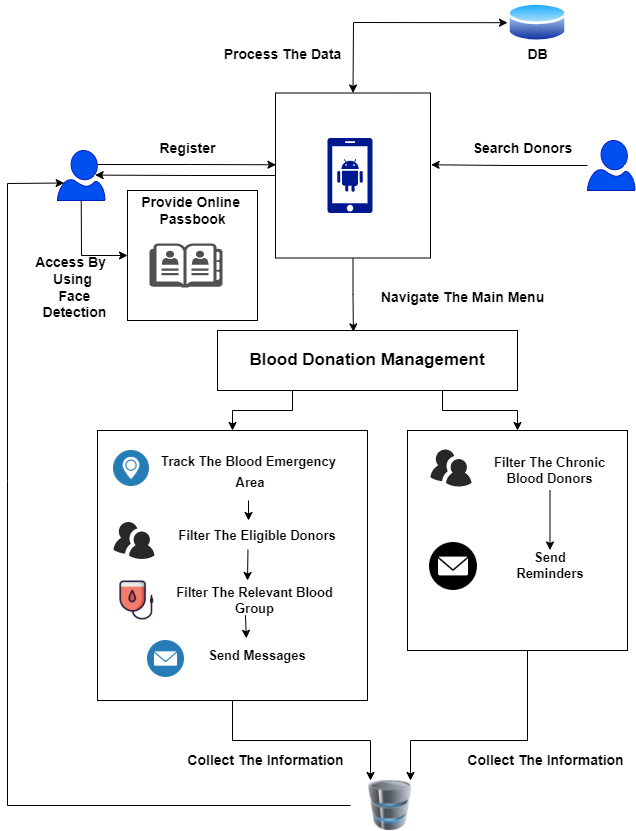 Process The Data
DB
Register
Search Donors
Provide Online
Passbook
Access By
Using
Face
Detection
Navigate The Main Menu
Blood Donation Management
Track The Blood Emergency
Area
Filter The Eligible Donors
Filter The Relevant Blood
Group
Send Messages
Filter The Chronic
Blood Donors
Send
Reminders
Collect The Information
Collect The Information